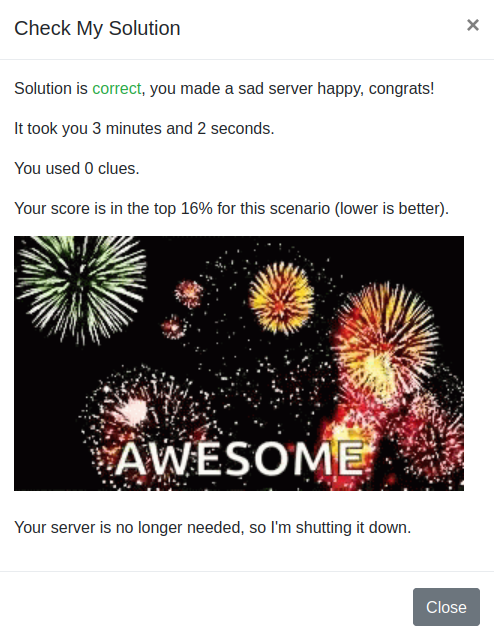 Check My Solution
×
Solution is correct, you made a sad server happy, congrats!
It took you 3 minutes and 2 seconds.
You used 0 clues.
Your score is in the top 16% for this scenario (lower is better).
AWESOME
Your server is no longer needed, so I'm shutting it down.
Close